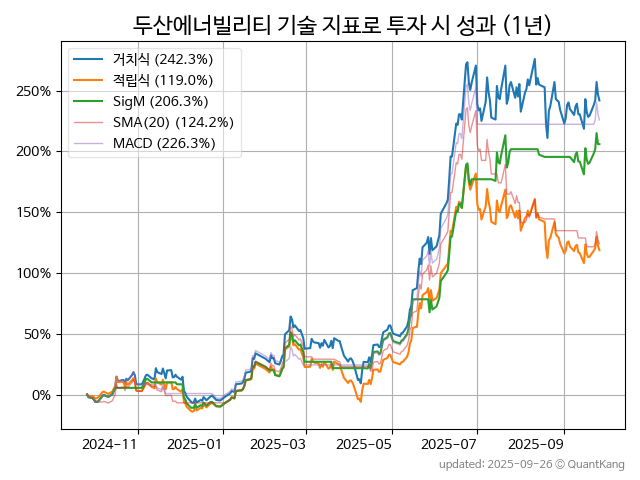 두산에너빌리티 기술 지표로 투자 시 성과 (1년)
거치식 (242.3%)
적립식 (119.0%)
SigM (206.3%)
SMA(20) (124.2%)
MACD (226.3%)
250%
200%
150%
100%
50%
0%
2024-11 2025-01 2025-03 2025-05 2025-07 2025-09
updated: 2025-09-26 © QuantKang